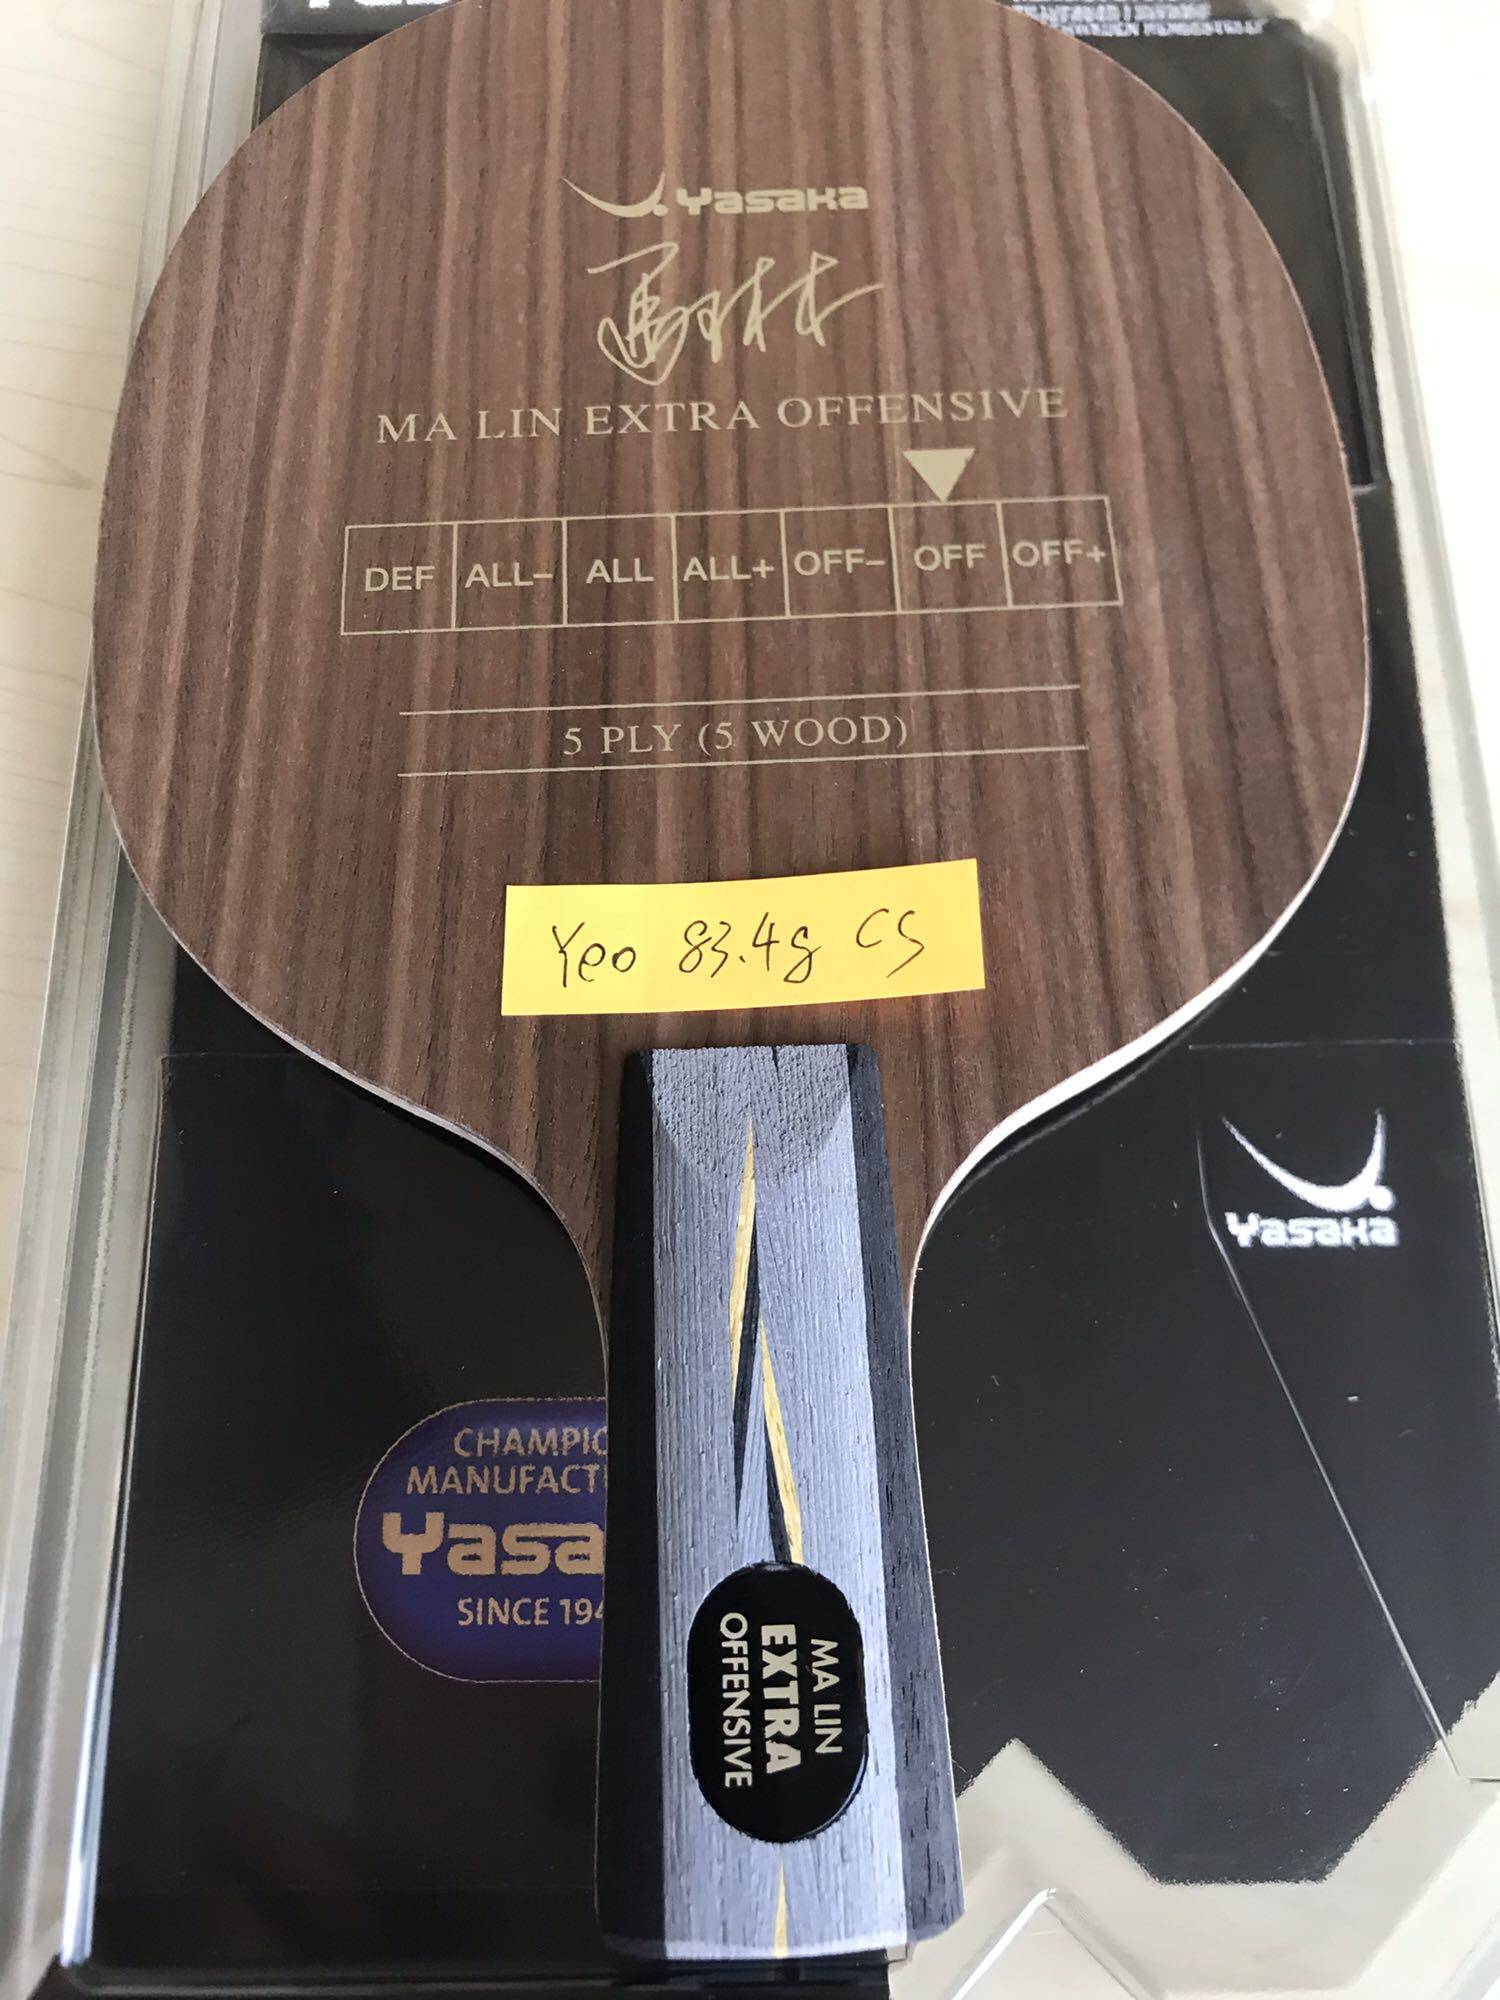 Yasaka
馬林
MA LIN EXTRA OFFENSIVE
DEF ALL- ALL ALL+ OFF- OFF OFF+
5 PLY (5 WOOD)
Yeo 83.4g CS
Yasaka
CHAMPIO
MANUFACT
Yasa
SINCE 194
MA LIN
EXTRA
OFFENSIVE